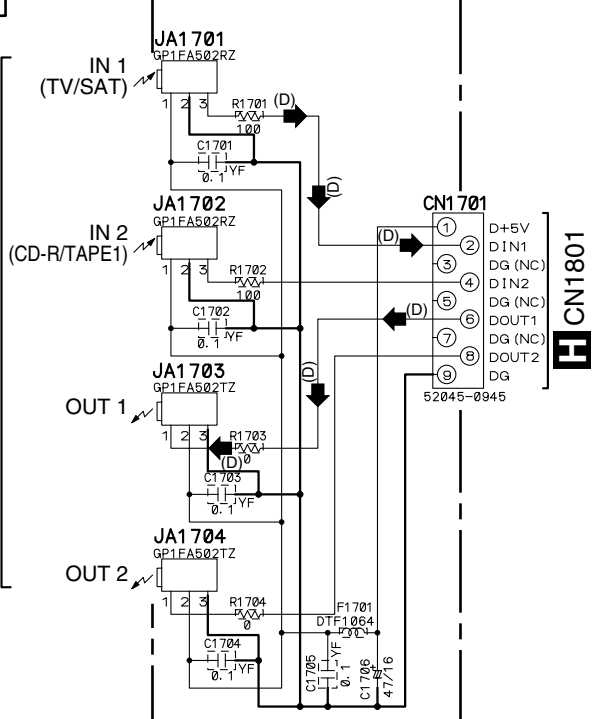 JA1701
GP1FA502RZ
IN 1
(TV/SAT)
1 2 3
R1701
100
(D)
C1701
0.1
YF
(D)
JA1702
GP1FA502RZ
IN 2
(CD-R/TAPE1)
1 2 3
R1702
100
C1702
0.1
YF
(D)
CN1701
1 D+5V
2 DIN1
3 DG(NC)
4 DIN2
5 DG(NC)
6 DOUT1
7 DG(NC)
8 DOUT2
9 DG
52045-0945
H CN1801
(D)
(D)
JA1703
GP1FA502TZ
OUT 1
1 2 3
R1703
0
(D)
C1703
0.1
YF
JA1704
GP1FA502TZ
OUT 2
1 2 3
R1704
0
C1704
0.1
YF
F1701
DTF1064
C1705
0.1
YF
C1706
47/16
+